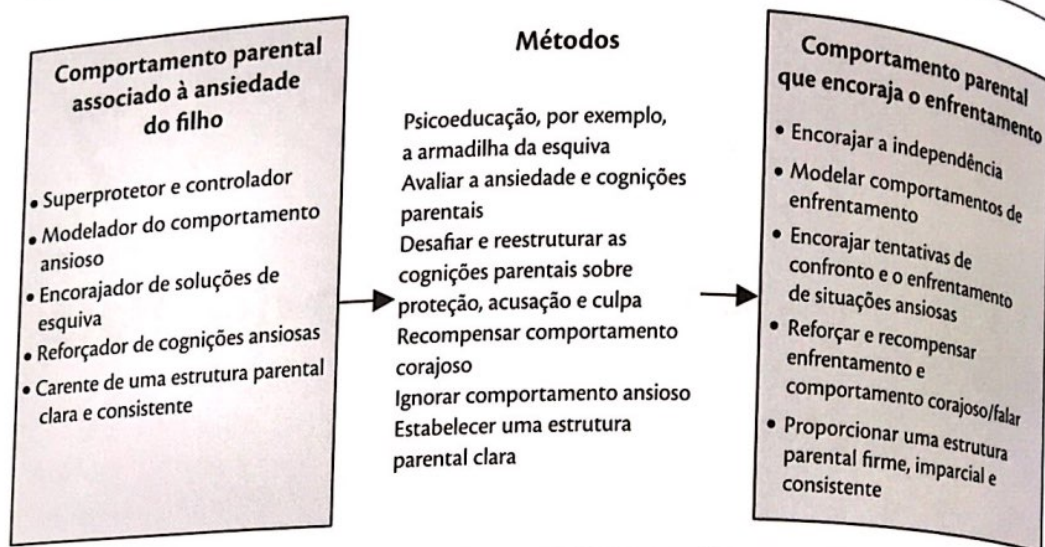 Comportamento parental
associado à ansiedade
do filho
• Superprotetor e controlador
• Modelador do comportamento
ansioso
• Encorajador de soluções de
esquiva
• Reforçador de cognições ansiosas
• Carente de uma estrutura parental
clara e consistente
Métodos
Psicoeducação, por exemplo,
a armadilha da esquiva
Avaliar a ansiedade e cognições
parentais
Desafiar e reestruturar as
cognições parentais sobre
proteção, acusação e culpa
Recompensar comportamento
corajoso
Ignorar comportamento ansioso
Estabelecer uma estrutura
parental clara
Comportamento parental
que encoraja o enfrentamento
• Encorajar a independência
• Modelar comportamentos de
enfrentamento
• Encorajar tentativas de
confronto e o enfrentamento
de situações ansiosas
• Reforçar e recompensar
enfrentamento e
comportamento corajoso/falar
• Proporcionar uma estrutura
parental firme, imparcial e
consistente